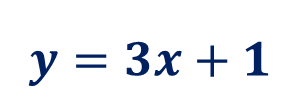 y = 3x + 1